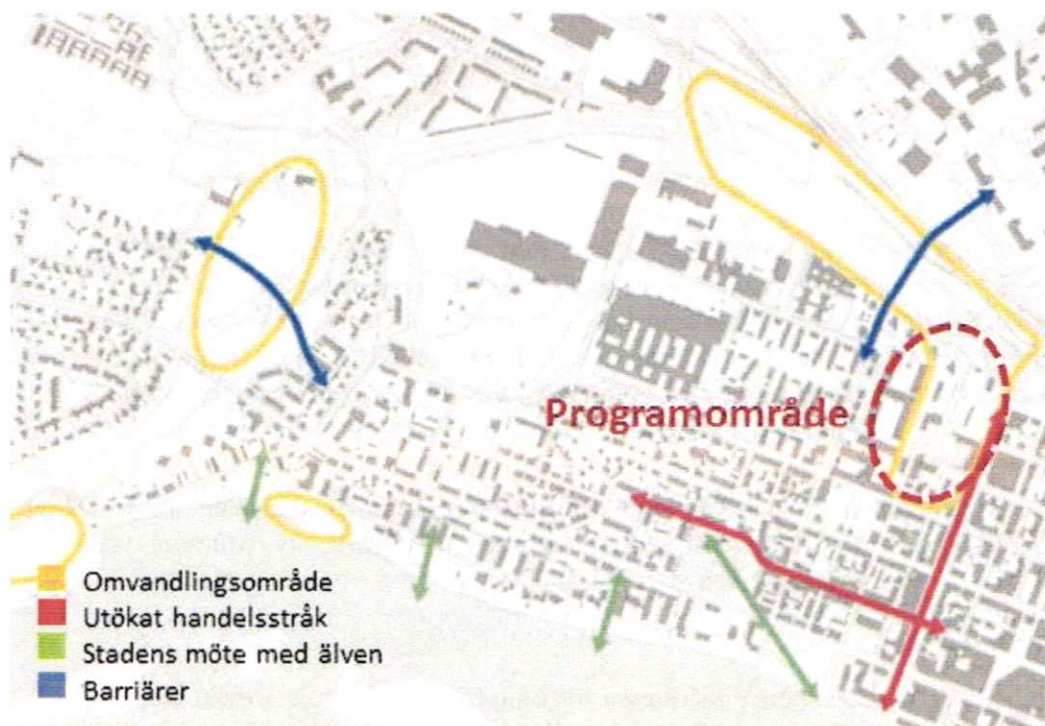 Programområde
Omvandlingsområde
Utökat handelsstråk
Stadens möte med älven
Barriärer